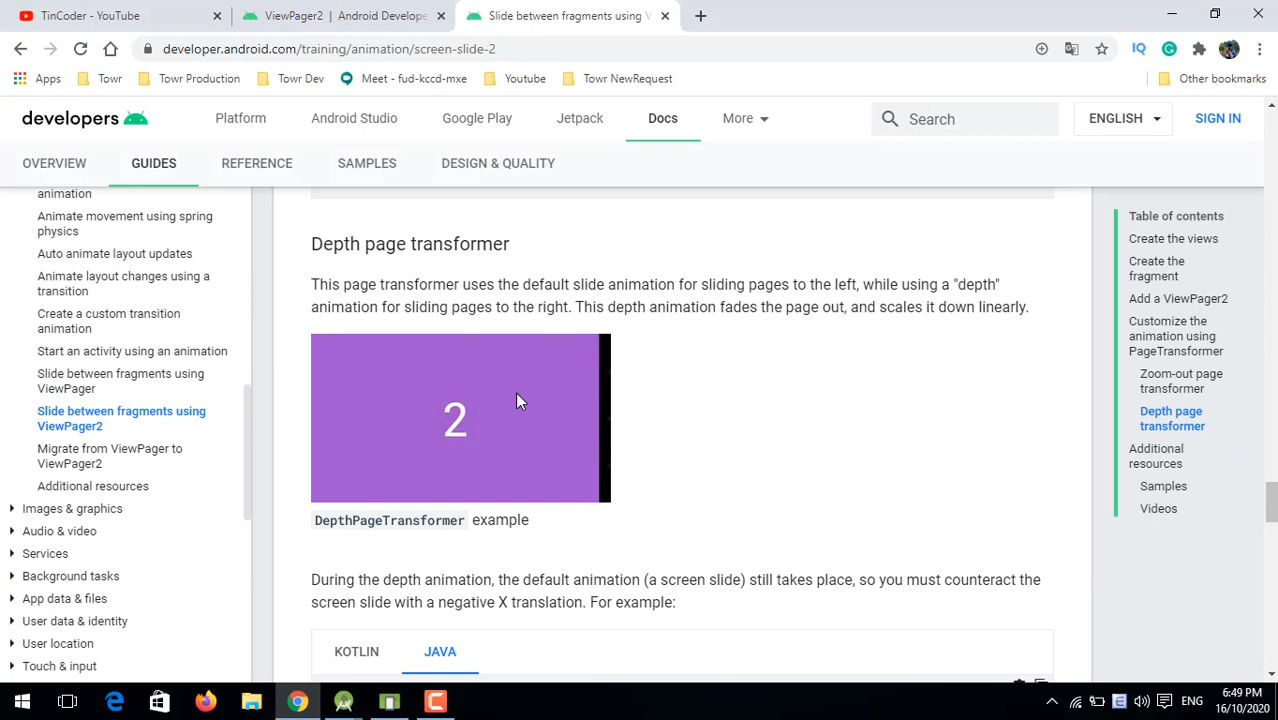 TinCoder - YouTube
ViewPager2 | Android Develope
Slide between fragments using V
developer.android.com/training/animation/screen-slide-2
IQ
Apps
Towr
Towr Production
Towr Dev
Meet - fud-kccd-mxe
Youtube
Towr NewRequest
Other bookmarks
developers
Platform
Android Studio
Google Play
Jetpack
Docs
More
Search
ENGLISH
SIGN IN
OVERVIEW
GUIDES
REFERENCE
SAMPLES
DESIGN & QUALITY
animation
Animate movement using spring
physics
Auto animate layout updates
Animate layout changes using a
transition
Create a custom transition
animation
Start an activity using an animation
Slide between fragments using
ViewPager
Slide between fragments using
ViewPager2
Migrate from ViewPager to
ViewPager2
Additional resources
Images & graphics
Audio & video
Services
Background tasks
App data & files
User data & identity
User location
Touch & input
Depth page transformer
This page transformer uses the default slide animation for sliding pages to the left, while using a "depth"
animation for sliding pages to the right. This depth animation fades the page out, and scales it down linearly.
2
DepthPageTransformer example
During the depth animation, the default animation (a screen slide) still takes place, so you must counteract the
screen slide with a negative X translation. For example:
KOTLIN
JAVA
Table of contents
Create the views
Create the
fragment
Add a ViewPager2
Customize the
animation using
PageTransformer
Zoom-out page
transformer
Depth page
transformer
Additional
resources
Samples
Videos
ENG
6:49 PM
16/10/2020